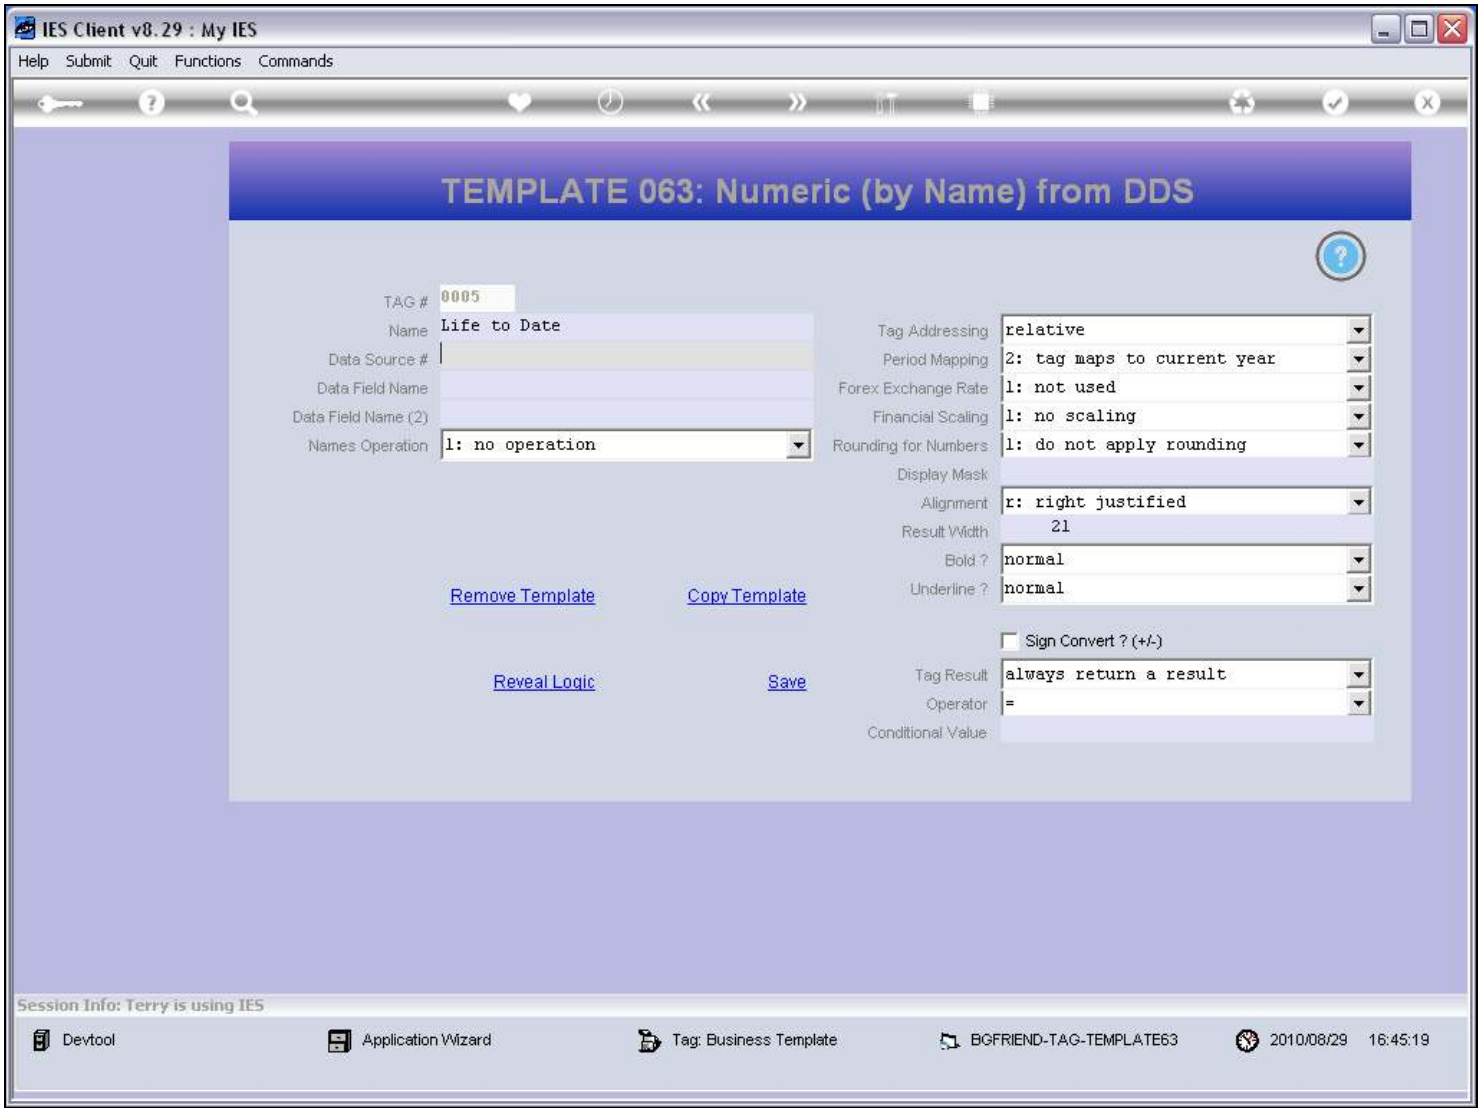 IES Client v8.29 : My IES
Help Submit Quit Functions Commands
TEMPLATE 063: Numeric (by Name) from DDS
TAG # 0005
Name Life to Date
Data Source #
Data Field Name
Data Field Name (2)
Names Operation 1: no operation
Remove Template Copy Template
Reveal Logic Save
Tag Addressing relative
Period Mapping 2: tag maps to current year
Forex Exchange Rate 1: not used
Financial Scaling 1: no scaling
Rounding for Numbers 1: do not apply rounding
Display Mask
Alignment r: right justified
Result Width 21
Bold ? normal
Underline ? normal
Sign Convert ? (+/-)
Tag Result always return a result
Operator =
Conditional Value
Session Info: Terry is using IES
Devtool Application Wizard Tag: Business Template BGFRIEND-TAG-TEMPLATE63 2010/08/29 16:45:19